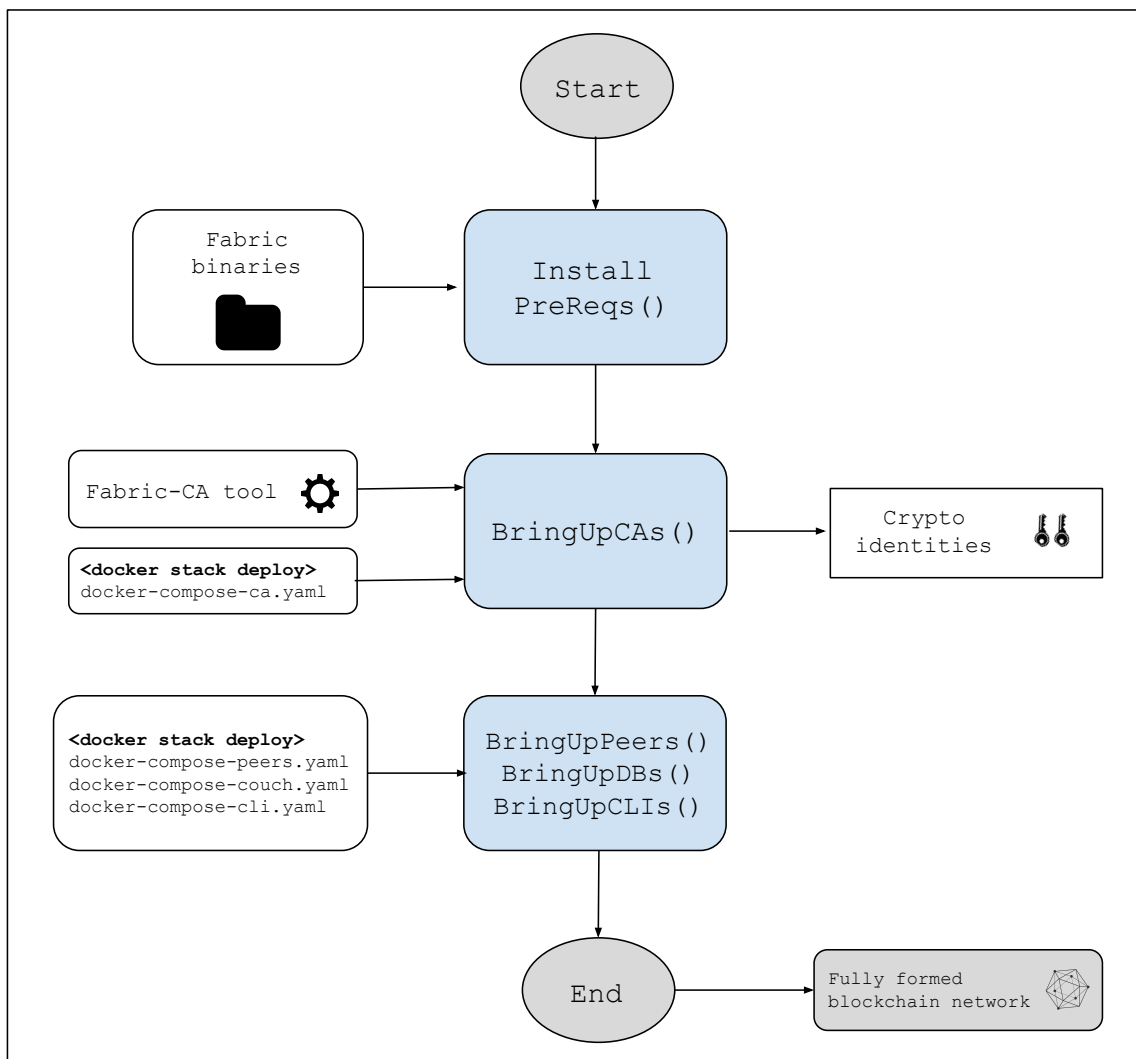 Start
Fabric
binaries
Install
PreReqs()
Fabric-CA tool
<docker stack deploy>
docker-compose-ca.yaml
BringUpCAs()
Crypto
identities
<docker stack deploy>
docker-compose-peers.yaml
docker-compose-couch.yaml
docker-compose-cli.yaml
BringUpPeers()
BringUpDBs()
BringUpCLIs()
End
Fully formed
blockchain network